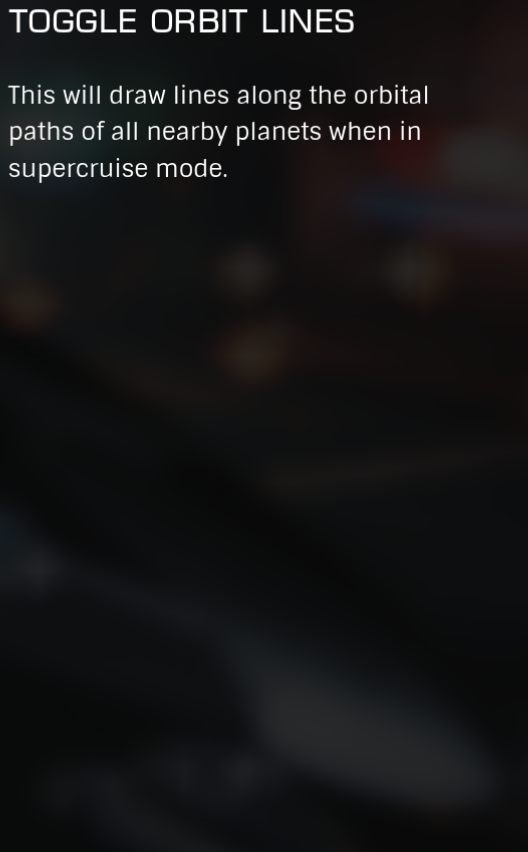 TOGGLE ORBIT LINES
This will draw lines along the orbital
paths of all nearby planets when in
supercruise mode.